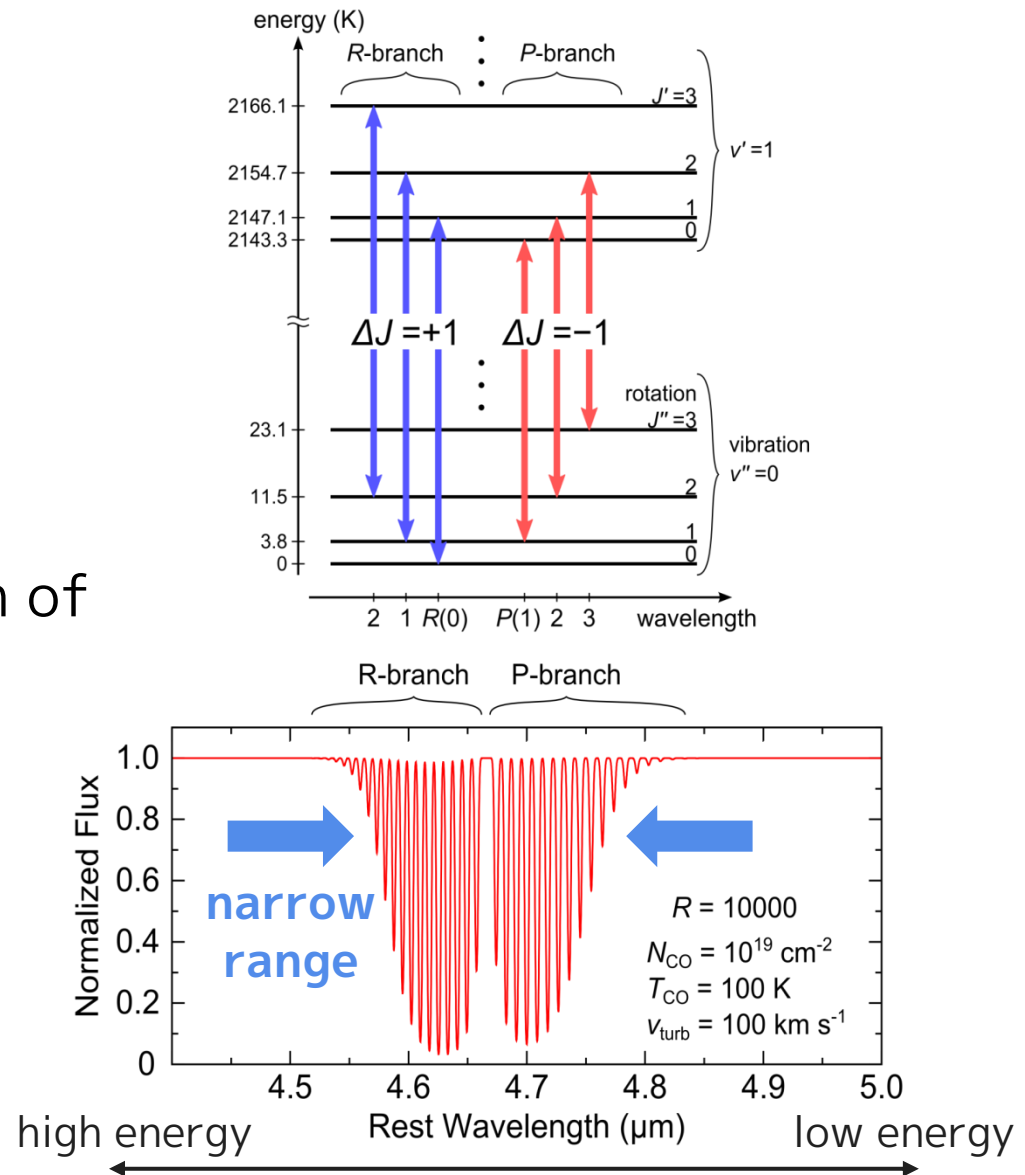 energy (K)
R-branch
P-branch
2166.1
J' =3
v' =1
2154.7
2
2147.1
1
2143.3
0
ΔJ =+1
ΔJ =−1
rotation
J'' =3
23.1
vibration
v'' =0
11.5
2
3.8
1
0
0
n of
2 1 R(0) P(1) 2 3 wavelength
R-branch P-branch
Normalized Flux
1.0
0.8
0.6
0.4
0.2
0
narrow
range
R = 10000
N_CO = 10^19 cm^-2
T_CO = 100 K
v_turb = 100 km s^-1
4.5 4.6 4.7 4.8 4.9 5.0
high energy
Rest Wavelength (μm)
low energy